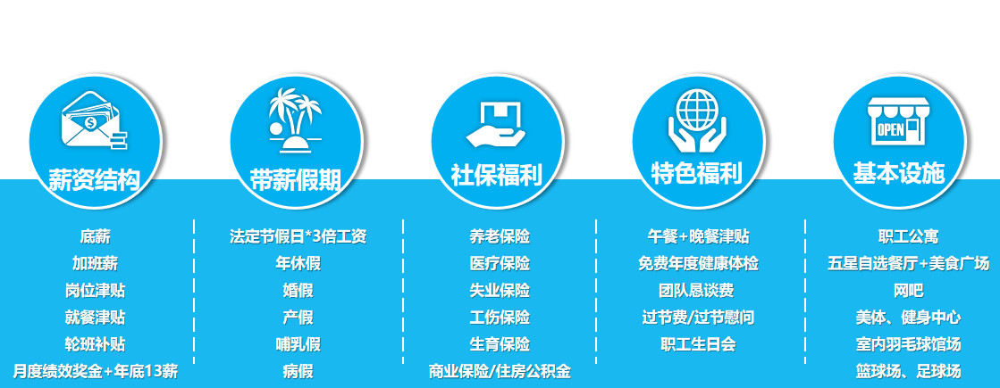 薪资结构
底薪
加班薪
岗位津贴
就餐津贴
轮班补贴
月度绩效奖金+年底13薪
带薪假期
法定节假日*3倍工资
年休假
婚假
产假
哺乳假
病假
社保福利
养老保险
医疗保险
失业保险
工伤保险
生育保险
商业保险/住房公积金
特色福利
午餐+晚餐津贴
免费年度健康体检
团队恳谈费
过节费/过节慰问
职工生日会
OPEN
基本设施
职工公寓
五星自选餐厅+美食广场
网吧
美体、健身中心
室内羽毛球馆场
篮球场、足球场